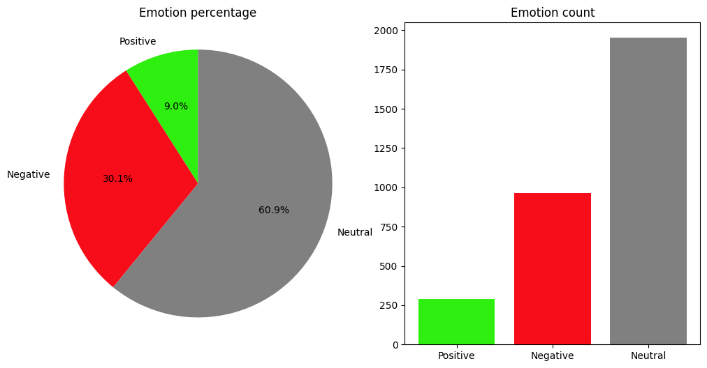 Emotion percentage
Positive
9.0%
Negative
30.1%
60.9%
Neutral
Emotion count
2000
1750
1500
1250
1000
750
500
250
0
Positive Negative Neutral